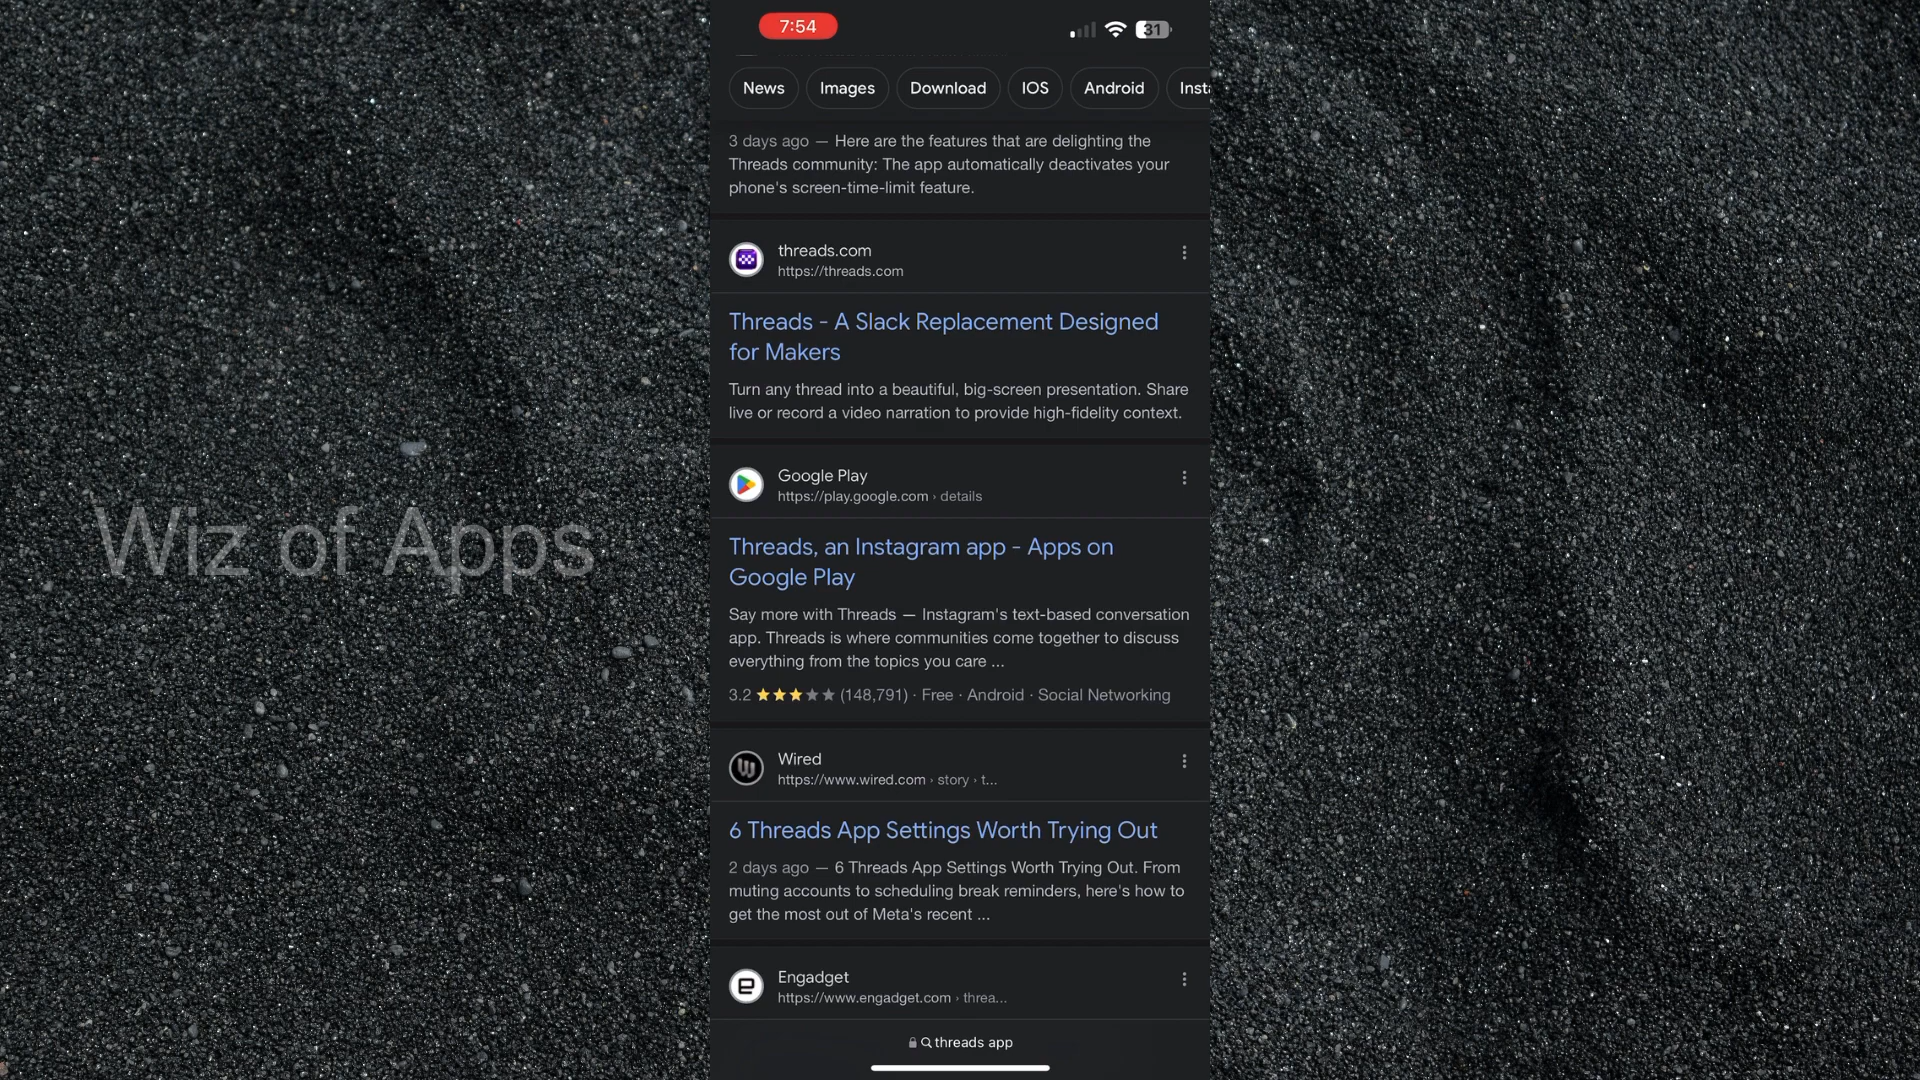 7:54
31
News
Images
Download
IOS
Android
Insta
3 days ago — Here are the features that are delighting the
Threads community: The app automatically deactivates your
phone's screen-time-limit feature.
threads.com
https://threads.com
Threads - A Slack Replacement Designed
for Makers
Turn any thread into a beautiful, big-screen presentation. Share
live or record a video narration to provide high-fidelity context.
Google Play
https://play.google.com › details
Threads, an Instagram app - Apps on
Google Play
Say more with Threads — Instagram's text-based conversation
app. Threads is where communities come together to discuss
everything from the topics you care ...
3.2 ★★★★★ (148,791) · Free · Android · Social Networking
Wiz of Apps
Wired
https://www.wired.com › story › t...
6 Threads App Settings Worth Trying Out
2 days ago — 6 Threads App Settings Worth Trying Out. From
muting accounts to scheduling break reminders, here's how to
get the most out of Meta's recent ...
Engadget
https://www.engadget.com › threa...
threads app